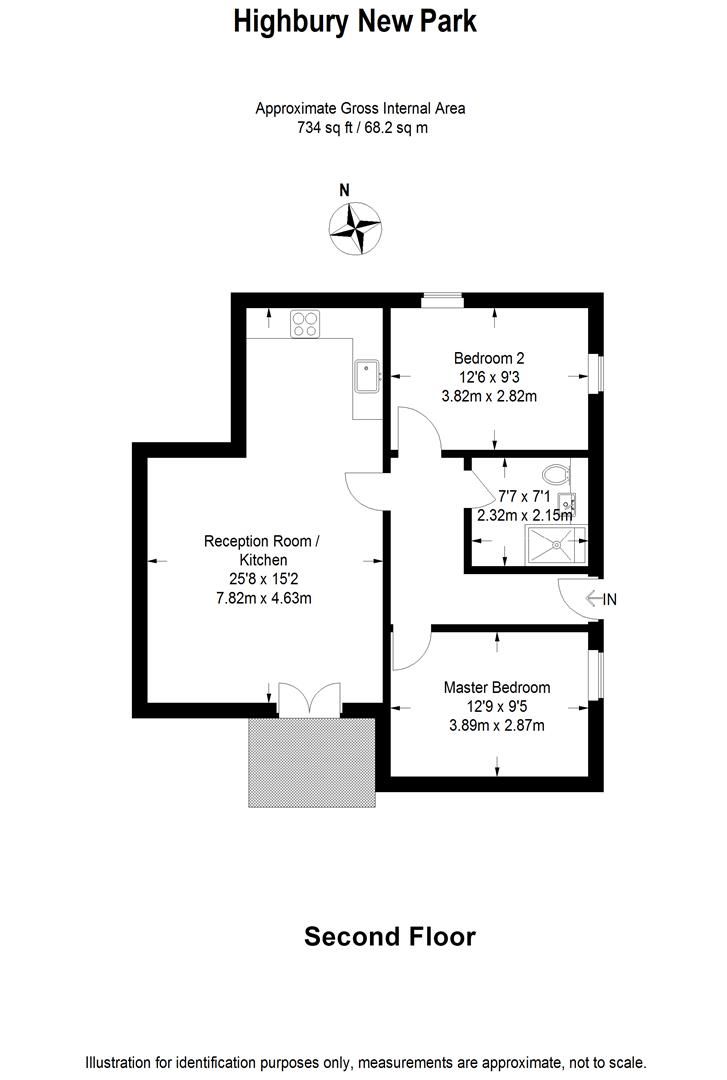 Highbury New Park
Approximate Gross Internal Area
734 sq ft / 68.2 sq m
N
Bedroom 2
12'6 x 9'3
3.82m x 2.82m
7'7 x 7'1
2.32m x 2.15m
Reception Room /
Kitchen
25'8 x 15'2
7.82m x 4.63m
IN
Master Bedroom
12'9 x 9'5
3.89m x 2.87m
Second Floor
Illustration for identification purposes only, measurements are approximate, not to scale.